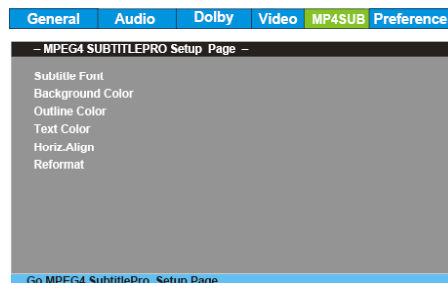 General Audio Dolby Video MP4SUB Preference
– MPEG4 SUBTITLEPRO Setup Page –
Subtitle Font
Background Color
Outline Color
Text Color
Horiz.Align
Reformat
Go MPEG4 SubtitlePro Setup Page